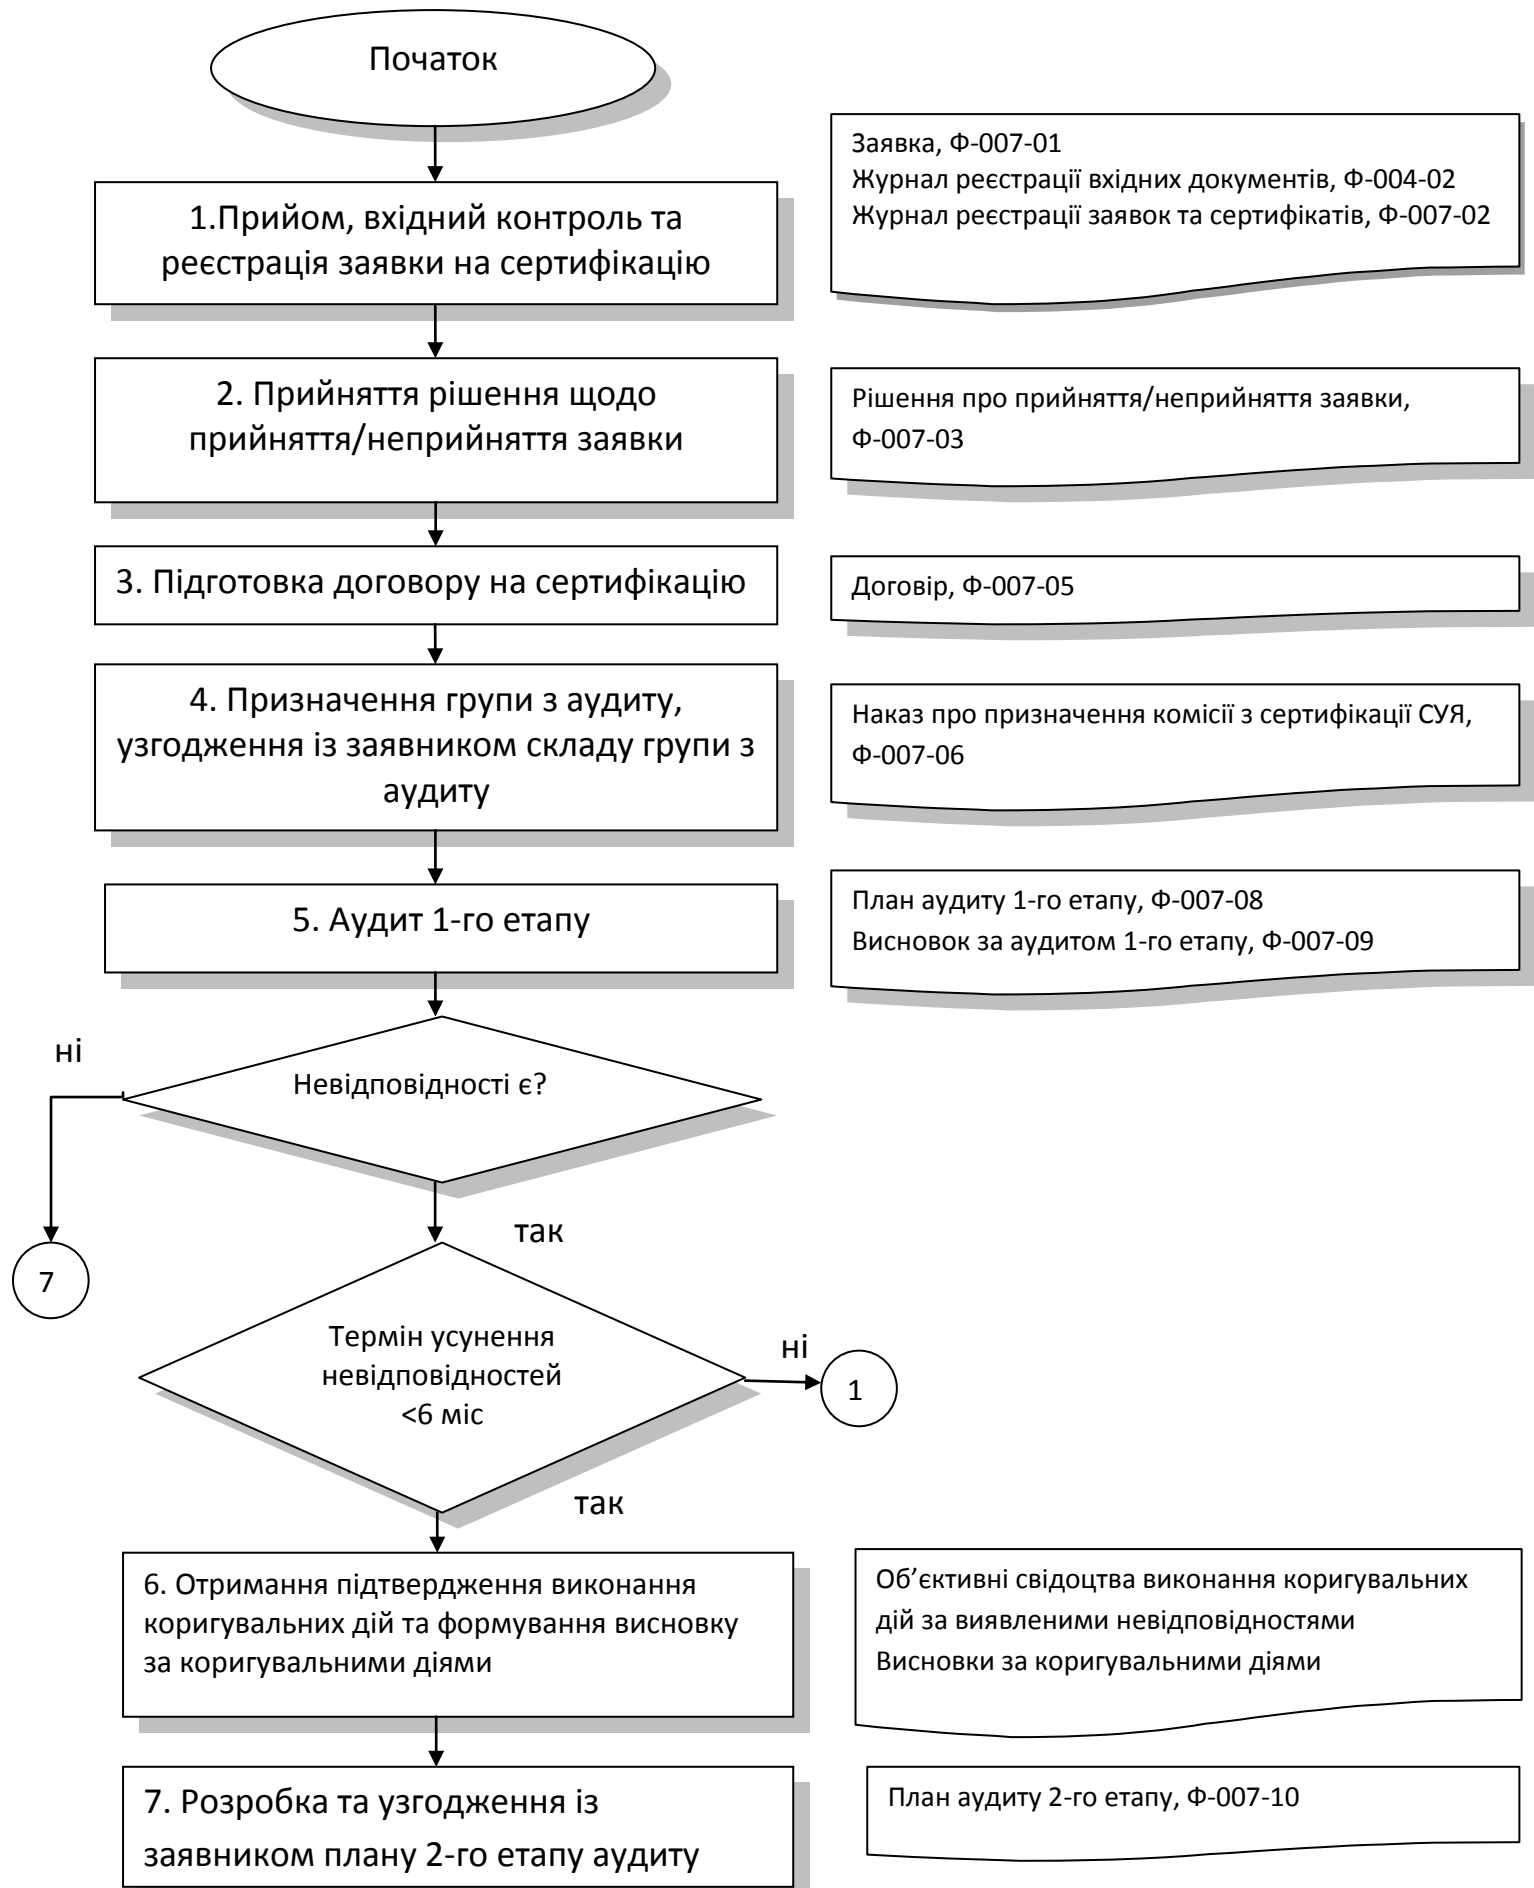 Початок
Заявка, Ф-007-01
Журнал реєстрації вхідних документів, Ф-004-02
Журнал реєстрації заявок та сертифікатів, Ф-007-02
1.Прийом, вхідний контроль та
реєстрація заявки на сертифікацію
2. Прийняття рішення щодо
прийняття/неприйняття заявки
Рішення про прийняття/неприйняття заявки,
Ф-007-03
3. Підготовка договору на сертифікацію
Договір, Ф-007-05
4. Призначення групи з аудиту,
узгодження із заявником складу групи з
аудиту
Наказ про призначення комісії з сертифікації СУЯ,
Ф-007-06
5. Аудит 1-го етапу
План аудиту 1-го етапу, Ф-007-08
Висновок за аудитом 1-го етапу, Ф-007-09
ні
Невідповідності є?
так
7
Термін усунення
невідповідностей
<6 міс
ні
1
так
6. Отримання підтвердження виконання
коригувальних дій та формування висновку
за коригувальними діями
Об’єктивні свідоцтва виконання коригувальних
дій за виявленими невідповідностями
Висновки за коригувальними діями
7. Розробка та узгодження із
заявником плану 2-го етапу аудиту
План аудиту 2-го етапу, Ф-007-10